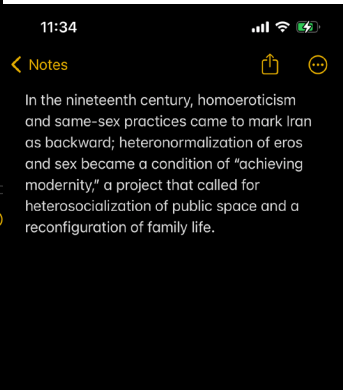 11:34
Notes
In the nineteenth century, homoeroticism
and same-sex practices came to mark Iran
as backward; heteronormalization of eros
and sex became a condition of “achieving
modernity,” a project that called for
heterosocialization of public space and a
reconfiguration of family life.